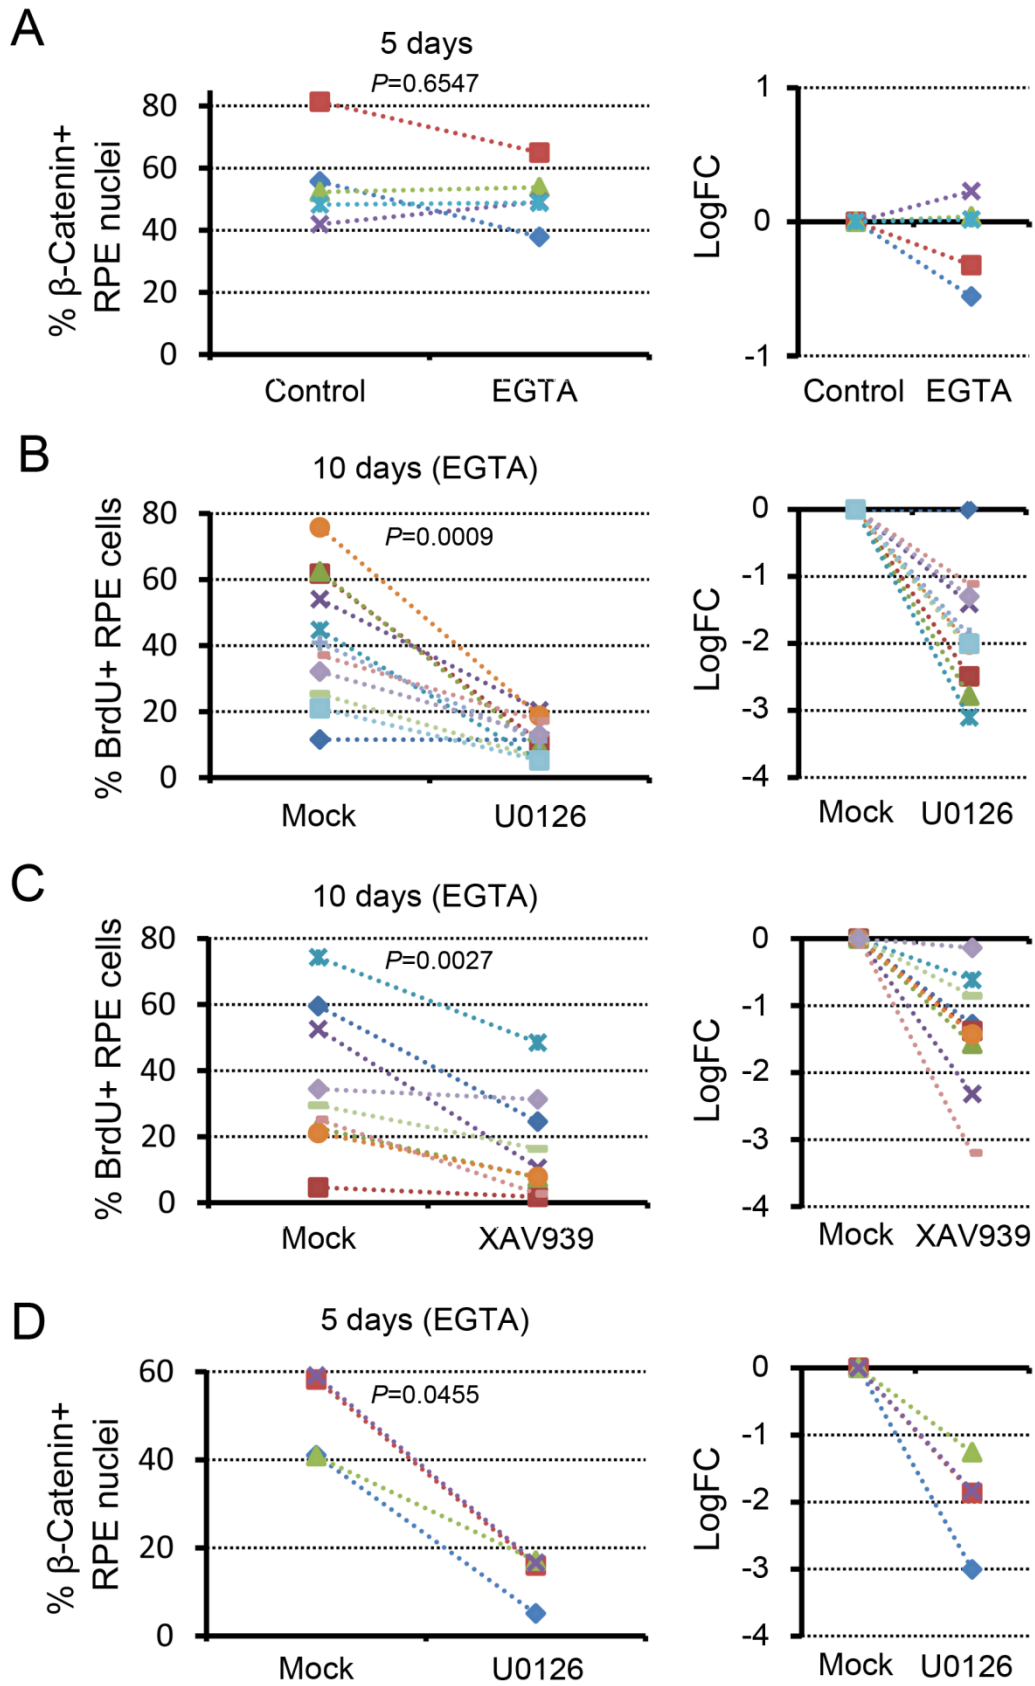 A
5 days
P=0.6547
% β-Catenin+
RPE nuclei
80
60
40
20
0
Control
EGTA
LogFC
1
0
-1
Control
EGTA
B
10 days (EGTA)
P=0.0009
% BrdU+ RPE cells
80
60
40
20
0
Mock
U0126
LogFC
0
-1
-2
-3
-4
Mock
U0126
C
10 days (EGTA)
P=0.0027
% BrdU+ RPE cells
80
60
40
20
0
Mock
XAV939
LogFC
0
-1
-2
-3
-4
Mock
XAV939
D
5 days (EGTA)
P=0.0455
% β-Catenin+
RPE nuclei
60
40
20
0
Mock
U0126
LogFC
0
-1
-2
-3
-4
Mock
U0126